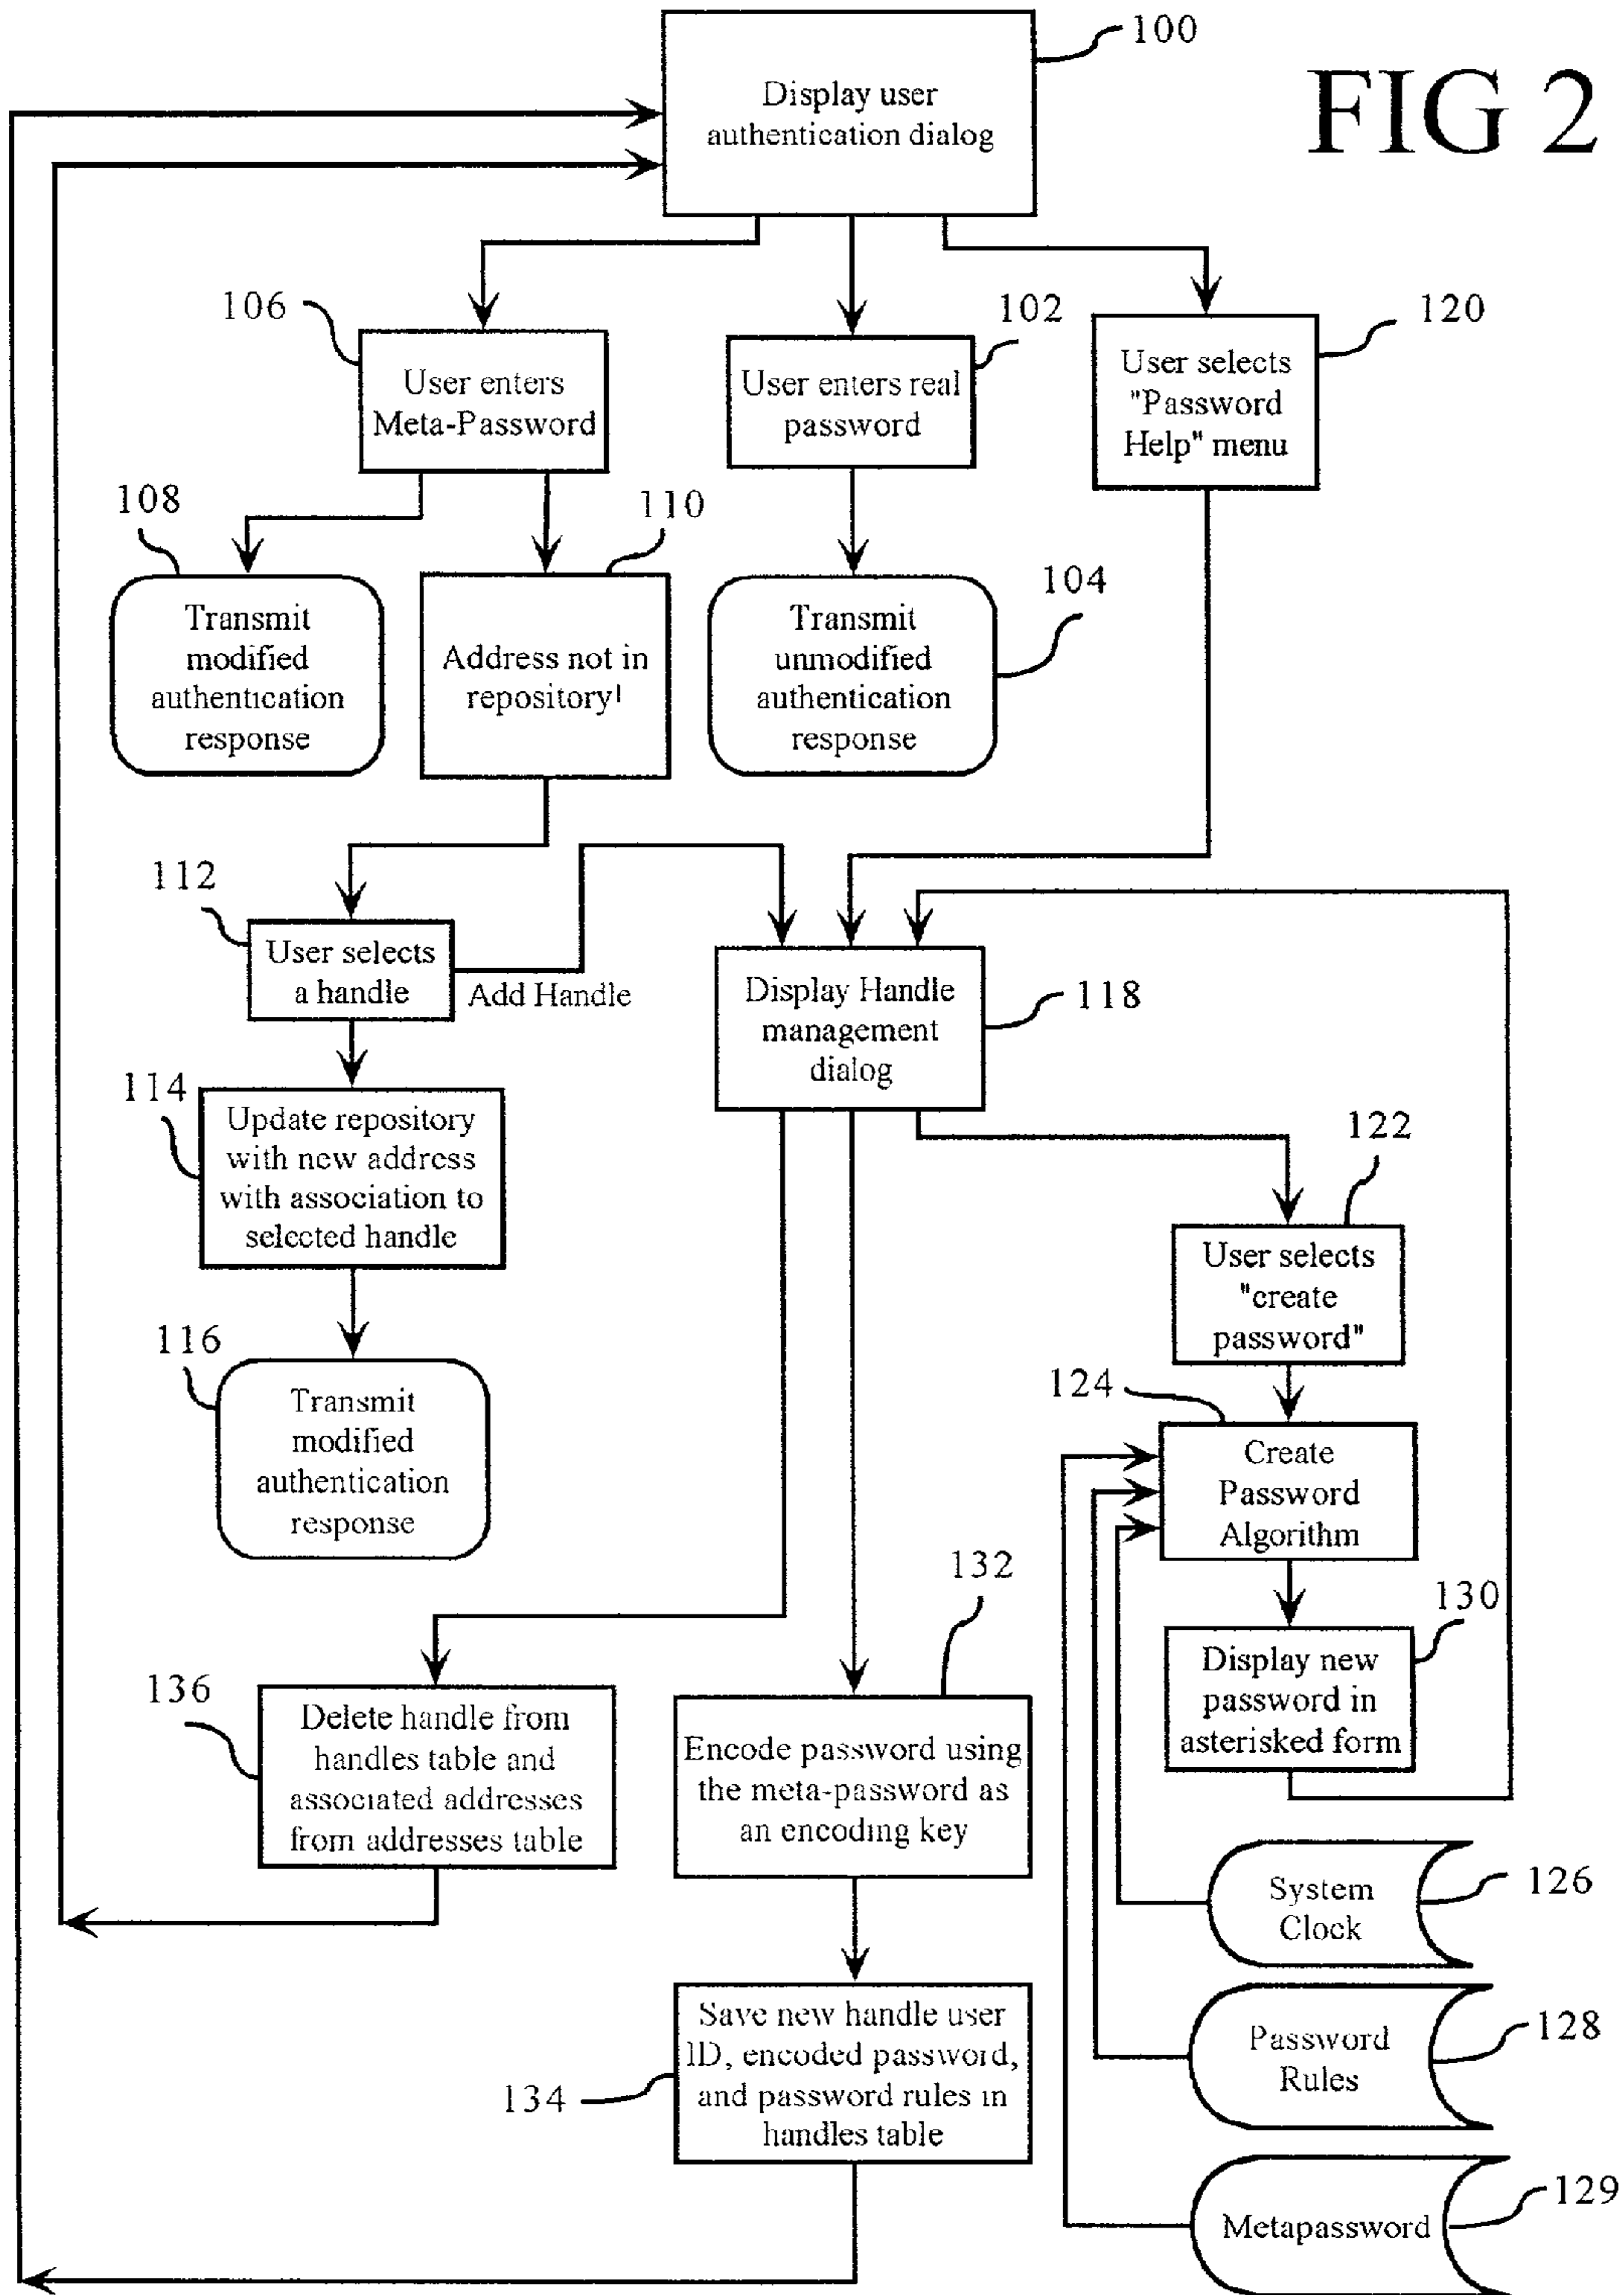 FIG 2
100
Display user
authentication dialog
106
User enters
Meta-Password
102
User enters real
password
120
User selects
"Password
Help" menu
108
Transmit
modified
authentication
response
110
Address not in
repository!
104
Transmit
unmodified
authentication
response
112
User selects
a handle
Add Handle
118
Display Handle
management
dialog
114
Update repository
with new address
with association to
selected handle
122
User selects
"create
password"
116
Transmit
modified
authentication
response
124
Create
Password
Algorithm
130
Display new
password in
asterisked form
132
Encode password using
the meta-password as
an encoding key
136
Delete handle from
handles table and
associated addresses
from addresses table
126
System
Clock
134
Save new handle user
ID, encoded password,
and password rules in
handles table
128
Password
Rules
129
Metapassword